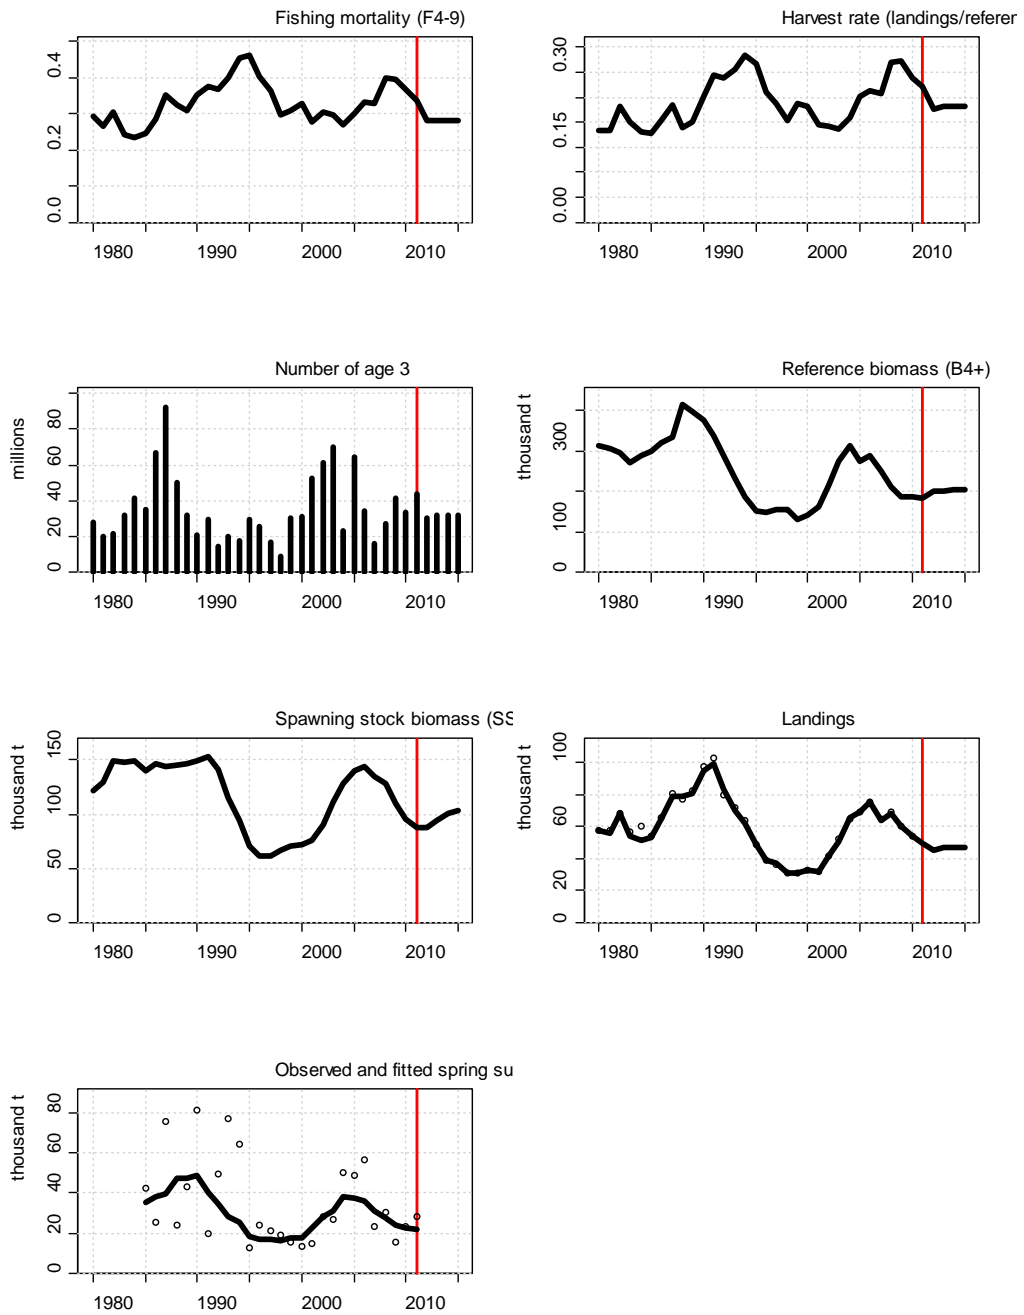 Fishing mortality (F4-9)
0.0 0.2 0.4
1980 1990 2000 2010
Harvest rate (landings/referer
0.00 0.15 0.30
1980 1990 2000 2010
Number of age 3
millions
0 20 40 60 80
1980 1990 2000 2010
Reference biomass (B4+)
thousand t
0 100 300
1980 1990 2000 2010
Spawning stock biomass (SS
thousand t
0 50 100 150
1980 1990 2000 2010
Landings
thousand t
0 20 60 100
1980 1990 2000 2010
Observed and fitted spring su
thousand t
0 20 40 60 80
1980 1990 2000 2010